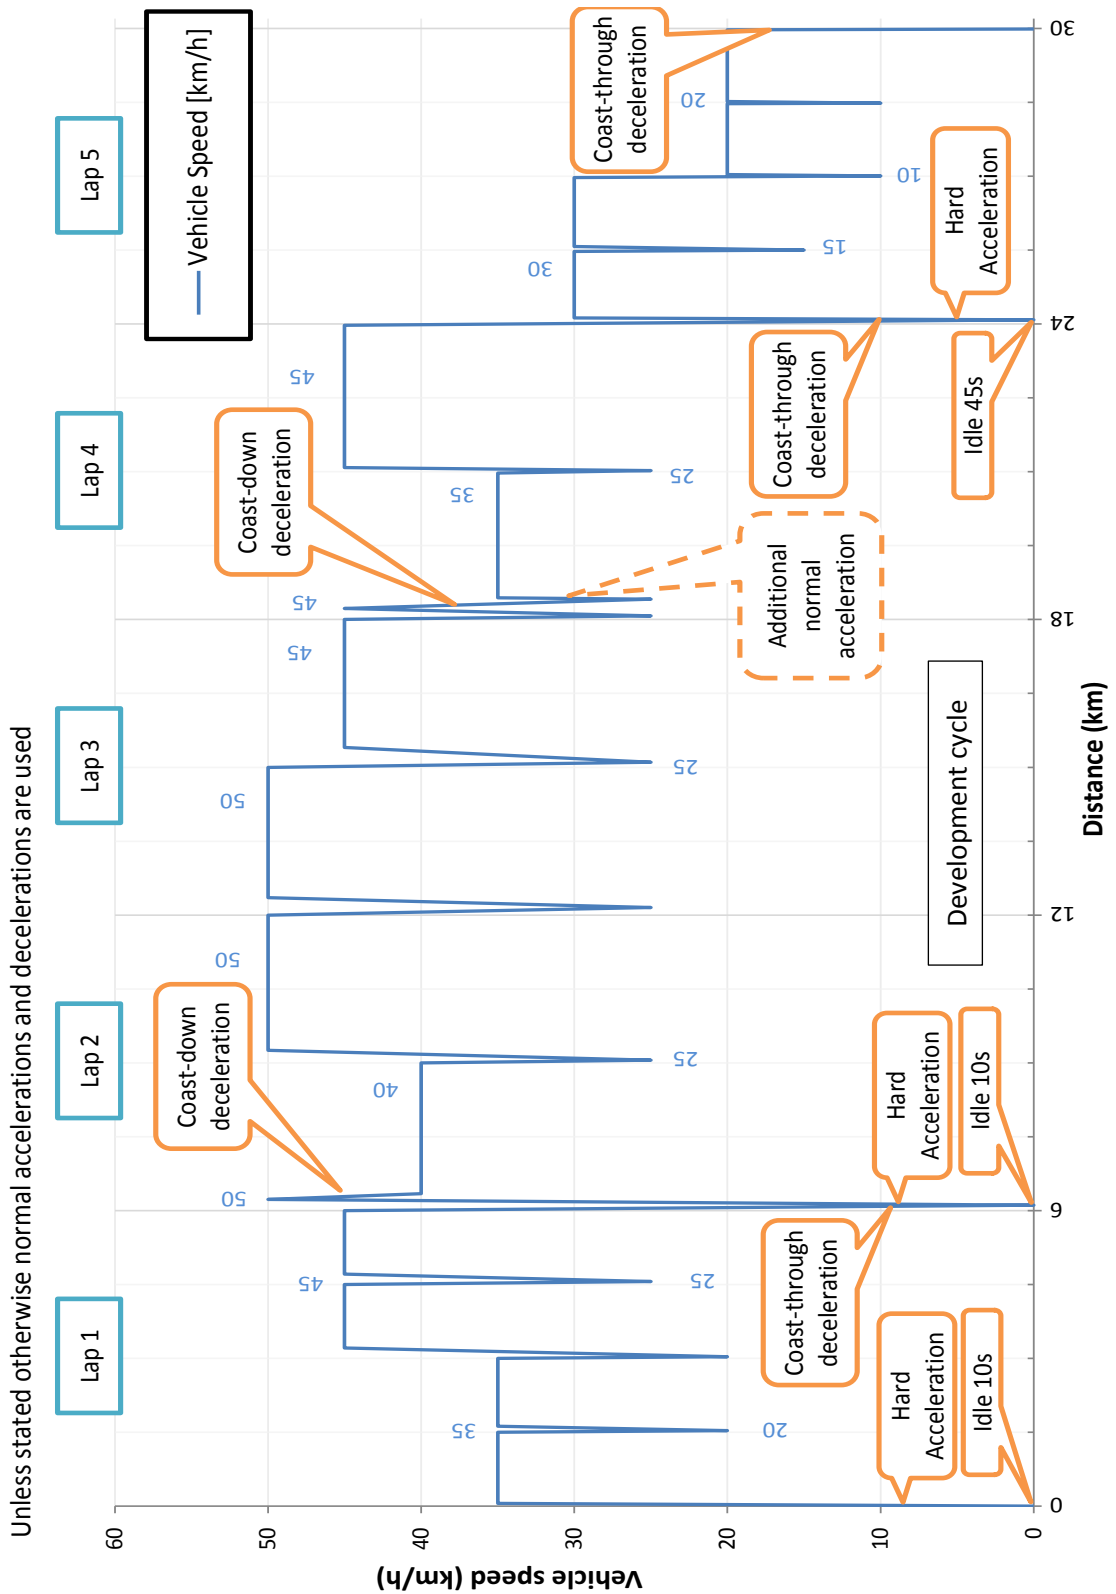 Unless stated otherwise normal accelerations and decelerations are used
Lap 1
Lap 2
Lap 3
Lap 4
Lap 5
Vehicle Speed [km/h]
Vehicle speed (km/h)
60
50
40
30
20
10
0
35
20
45
25
50
40
25
50
50
25
45
45
35
25
45
30
15
10
20
Coast-down
deceleration
Coast-down
deceleration
Hard
Acceleration
Idle 10s
Coast-through
deceleration
Hard
Acceleration
Idle 10s
Additional
normal
acceleration
Coast-through
deceleration
Idle 45s
Hard
Acceleration
Coast-through
deceleration
Development cycle
0
6
12
18
24
30
Distance (km)